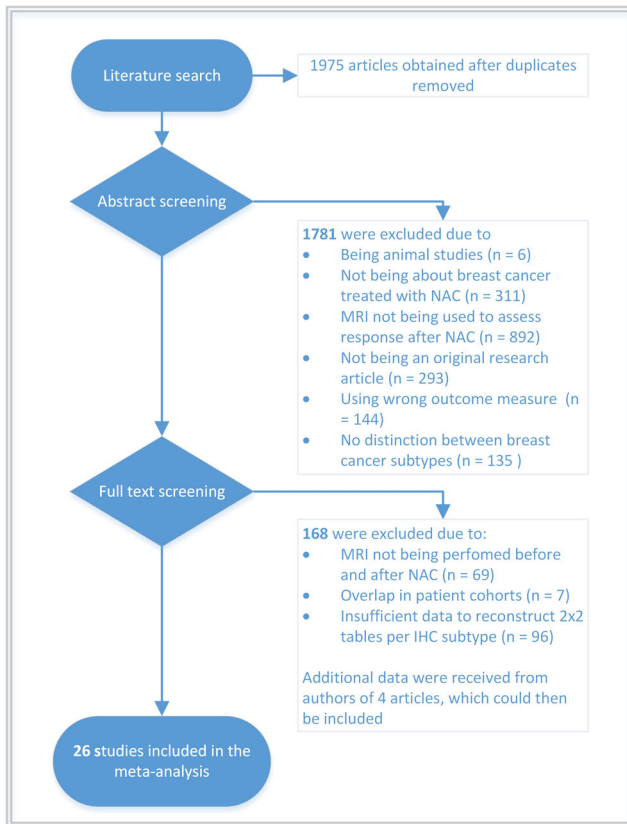 Literature search
1975 articles obtained after duplicates
removed
Abstract screening
1781 were excluded due to
• Being animal studies (n = 6)
• Not being about breast cancer
treated with NAC (n = 311)
• MRI not being used to assess
response after NAC (n = 892)
• Not being an original research
article (n = 293)
• Using wrong outcome measure (n
= 144)
• No distinction between breast
cancer subtypes (n = 135 )
Full text screening
168 were excluded due to:
• MRI not being perfomed before
and after NAC (n = 69)
• Overlap in patient cohorts (n = 7)
• Insufficient data to reconstruct 2x2
tables per IHC subtype (n = 96)
Additional data were received from
authors of 4 articles, which could then
be included
26 studies included in the
meta-analysis